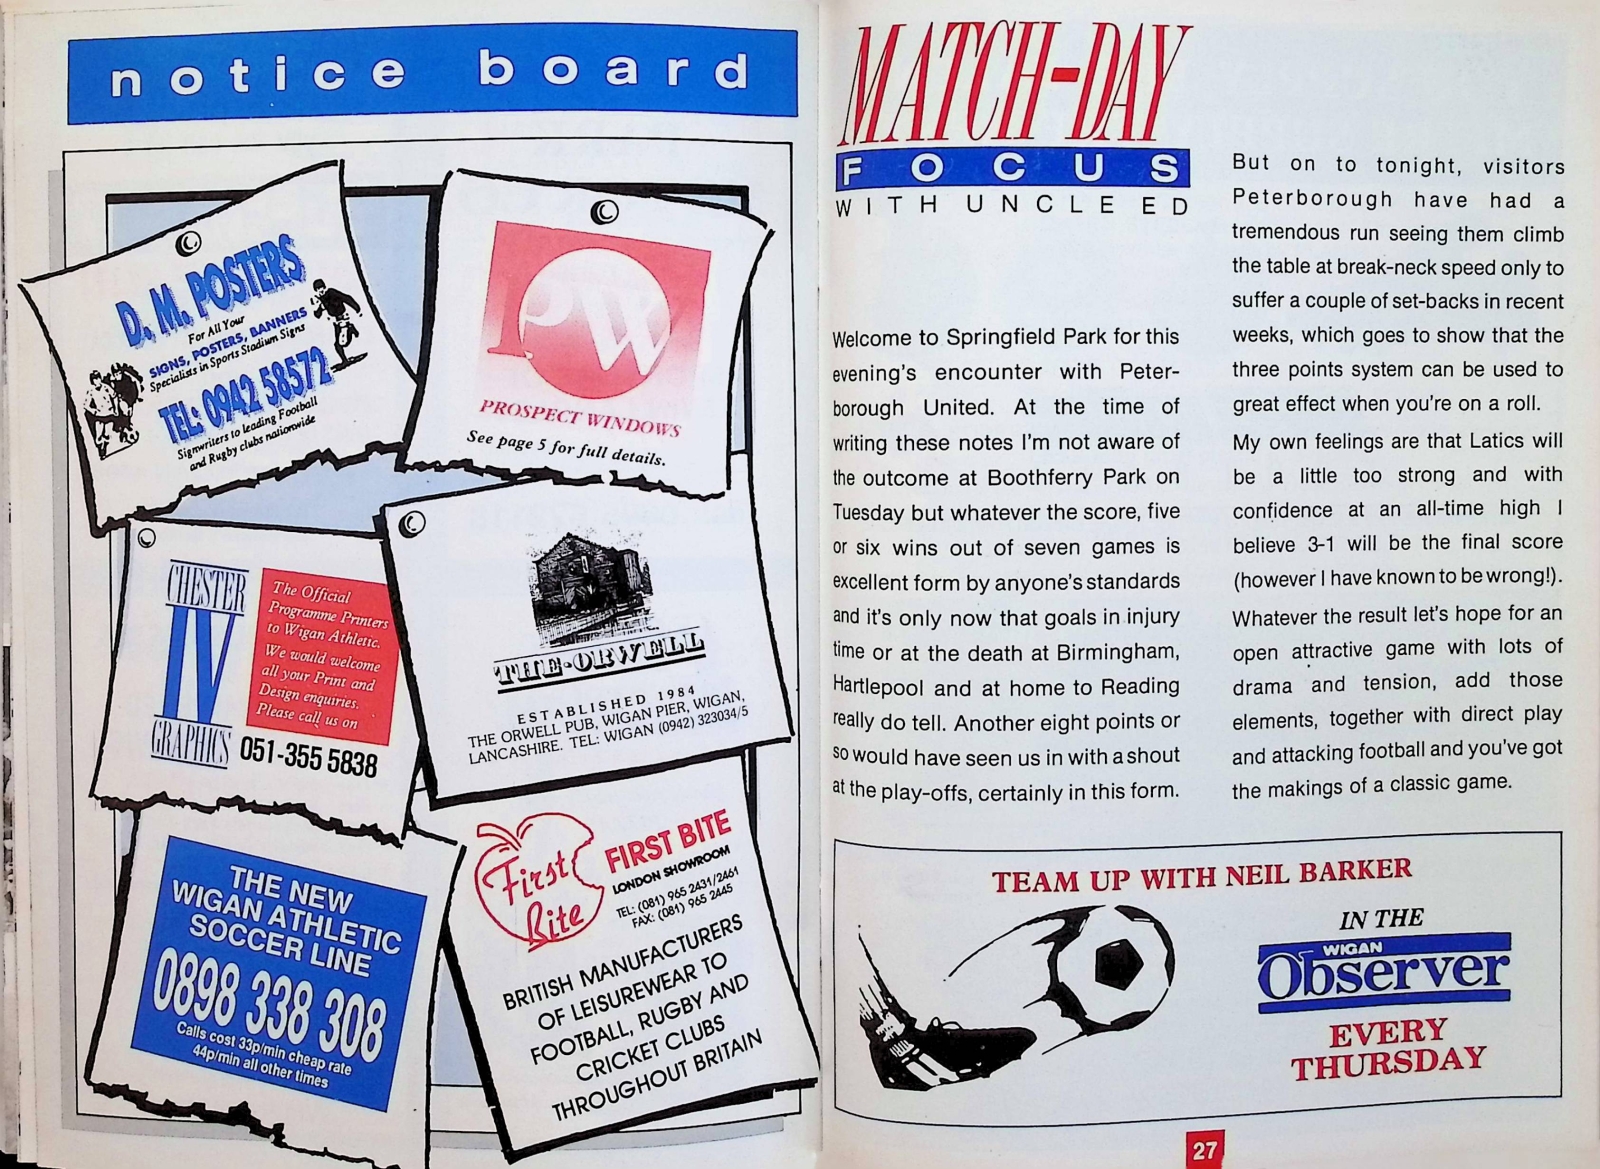 notice board
D. M. POSTERS
For All Your
SIGNS, POSTERS, BANNERS
Specialists in Sports Stadium Signs
TEL: 0942 58572
Signwriters to leading Football
and Rugby clubs nationwide
PW
PROSPECT WINDOWS
See page 5 for full details.
CHESTER
IV
GRAPHICS
The Official
Programme Printers
to Wigan Athletic.
We would welcome
all your Print and
Design enquiries.
Please call us on
051-355 5838
THE·ORWELL
ESTABLISHED 1984
THE ORWELL PUB, WIGAN PIER, WIGAN,
LANCASHIRE. TEL: WIGAN (0942) 323034/5
THE NEW
WIGAN ATHLETIC
SOCCER LINE
0898 338 308
Calls cost 33p/min cheap rate
44p/min all other times
First
Bite
FIRST BITE
LONDON SHOWROOM
TEL: (081) 965 2431/2461
FAX: (081) 965 2445
BRITISH MANUFACTURERS
OF LEISUREWEAR TO
FOOTBALL, RUGBY AND
CRICKET CLUBS
THROUGHOUT BRITAIN
MATCH-DAY
FOCUS
WITH UNCLE ED
Welcome to Springfield Park for this
evening's encounter with Peter-
borough United. At the time of
writing these notes I'm not aware of
the outcome at Boothferry Park on
Tuesday but whatever the score, five
or six wins out of seven games is
excellent form by anyone's standards
and it's only now that goals in injury
time or at the death at Birmingham,
Hartlepool and at home to Reading
really do tell. Another eight points or
so would have seen us in with a shout
at the play-offs, certainly in this form.
But on to tonight, visitors
Peterborough have had a
tremendous run seeing them climb
the table at break-neck speed only to
suffer a couple of set-backs in recent
weeks, which goes to show that the
three points system can be used to
great effect when you're on a roll.
My own feelings are that Latics will
be a little too strong and with
confidence at an all-time high I
believe 3-1 will be the final score
(however I have known to be wrong!).
Whatever the result let's hope for an
open attractive game with lots of
drama and tension, add those
elements, together with direct play
and attacking football and you've got
the makings of a classic game.
TEAM UP WITH NEIL BARKER
IN THE
WIGAN
Observer
EVERY
THURSDAY
27